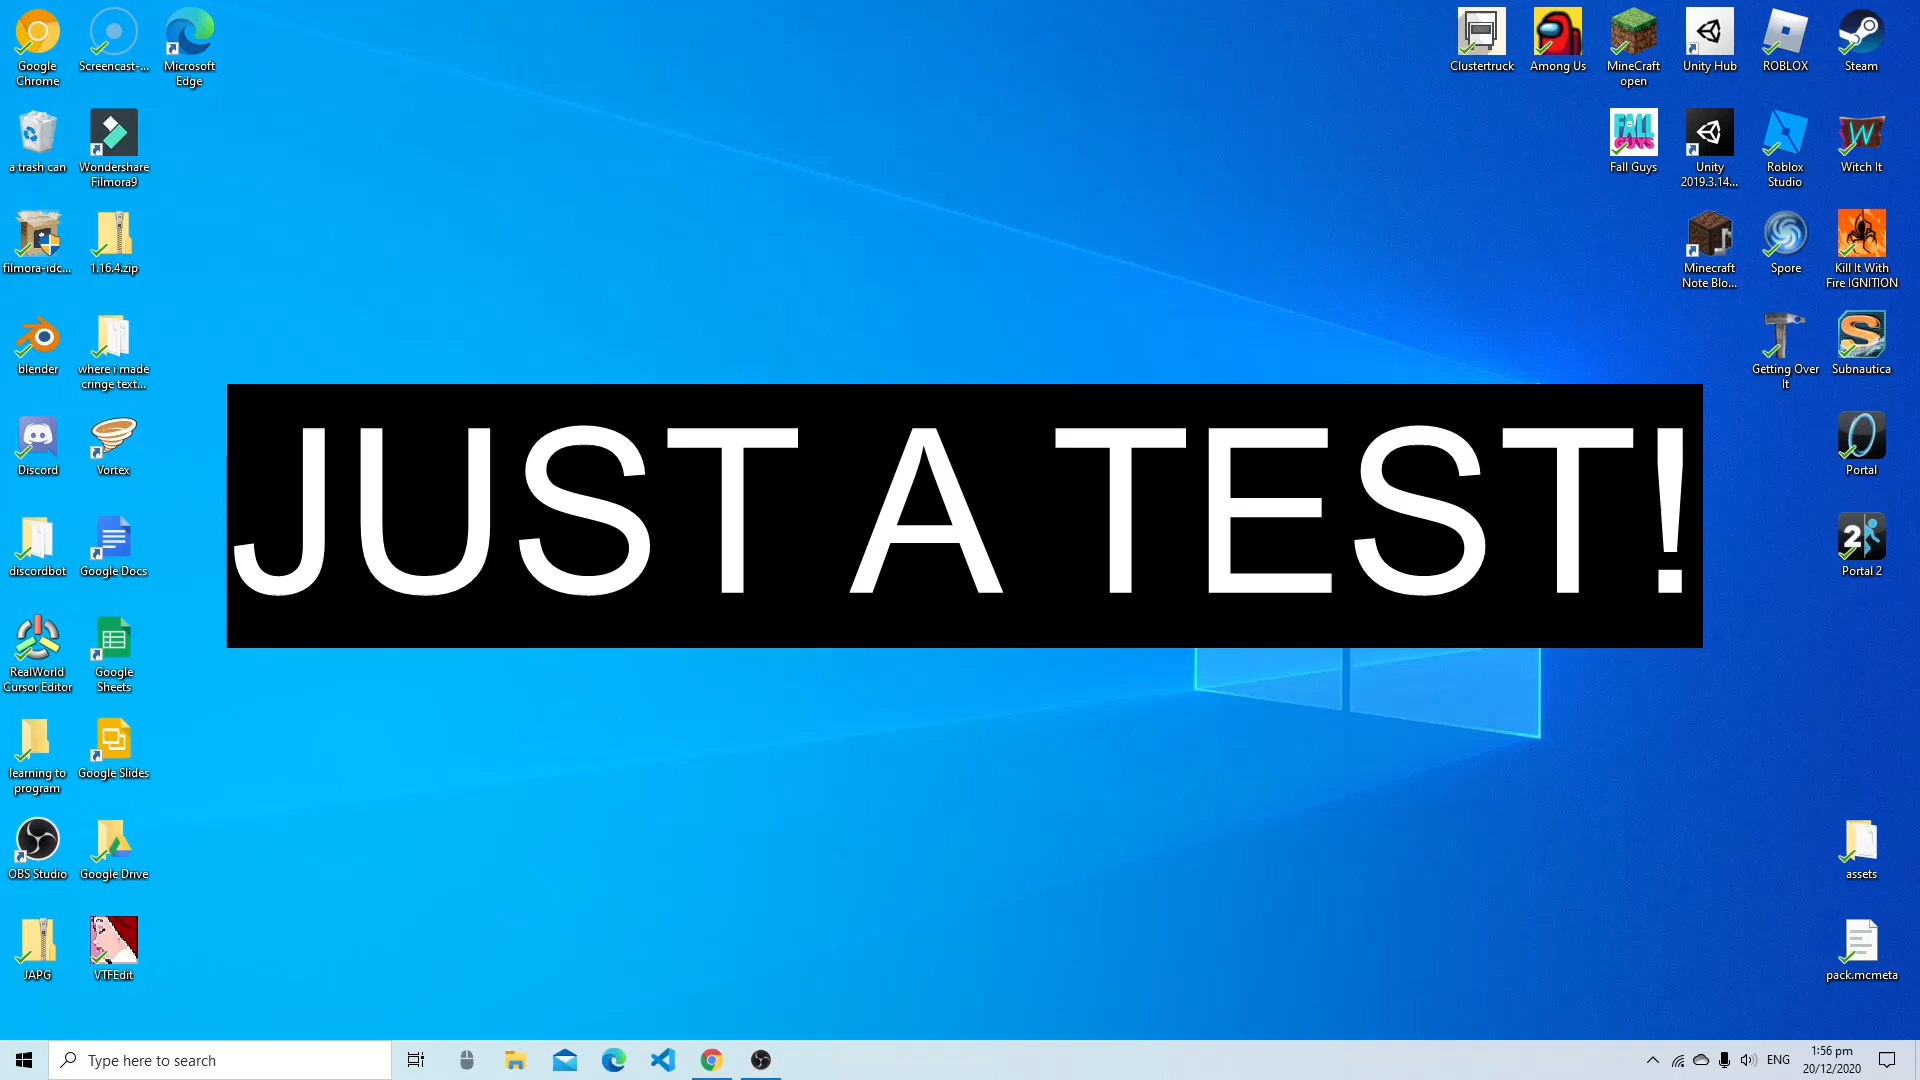 Google
Chrome
Screencast-...
Microsoft
Edge
Clustertruck
Among Us
MineCraft
open
Unity Hub
ROBLOX
Steam
a trash can
Wondershare
Filmora9
FALL
GUYS
Fall Guys
Unity
2019.3.14...
Roblox
Studio
W
Witch It
filmora-idc...
1.16.4.zip
Minecraft
Note Blo...
Spore
Kill It With
Fire IGNITION
blender
where i made
cringe text...
Getting Over
It
S
Subnautica
Discord
Vortex
Portal
JUST A TEST!
discordbot
Google Docs
2
Portal 2
RealWorld
Cursor Editor
Google
Sheets
learning to
program
Google Slides
OBS Studio
Google Drive
assets
JAPG
VTFEdit
pack.mcmeta
Type here to search
ENG
1:56 pm
20/12/2020